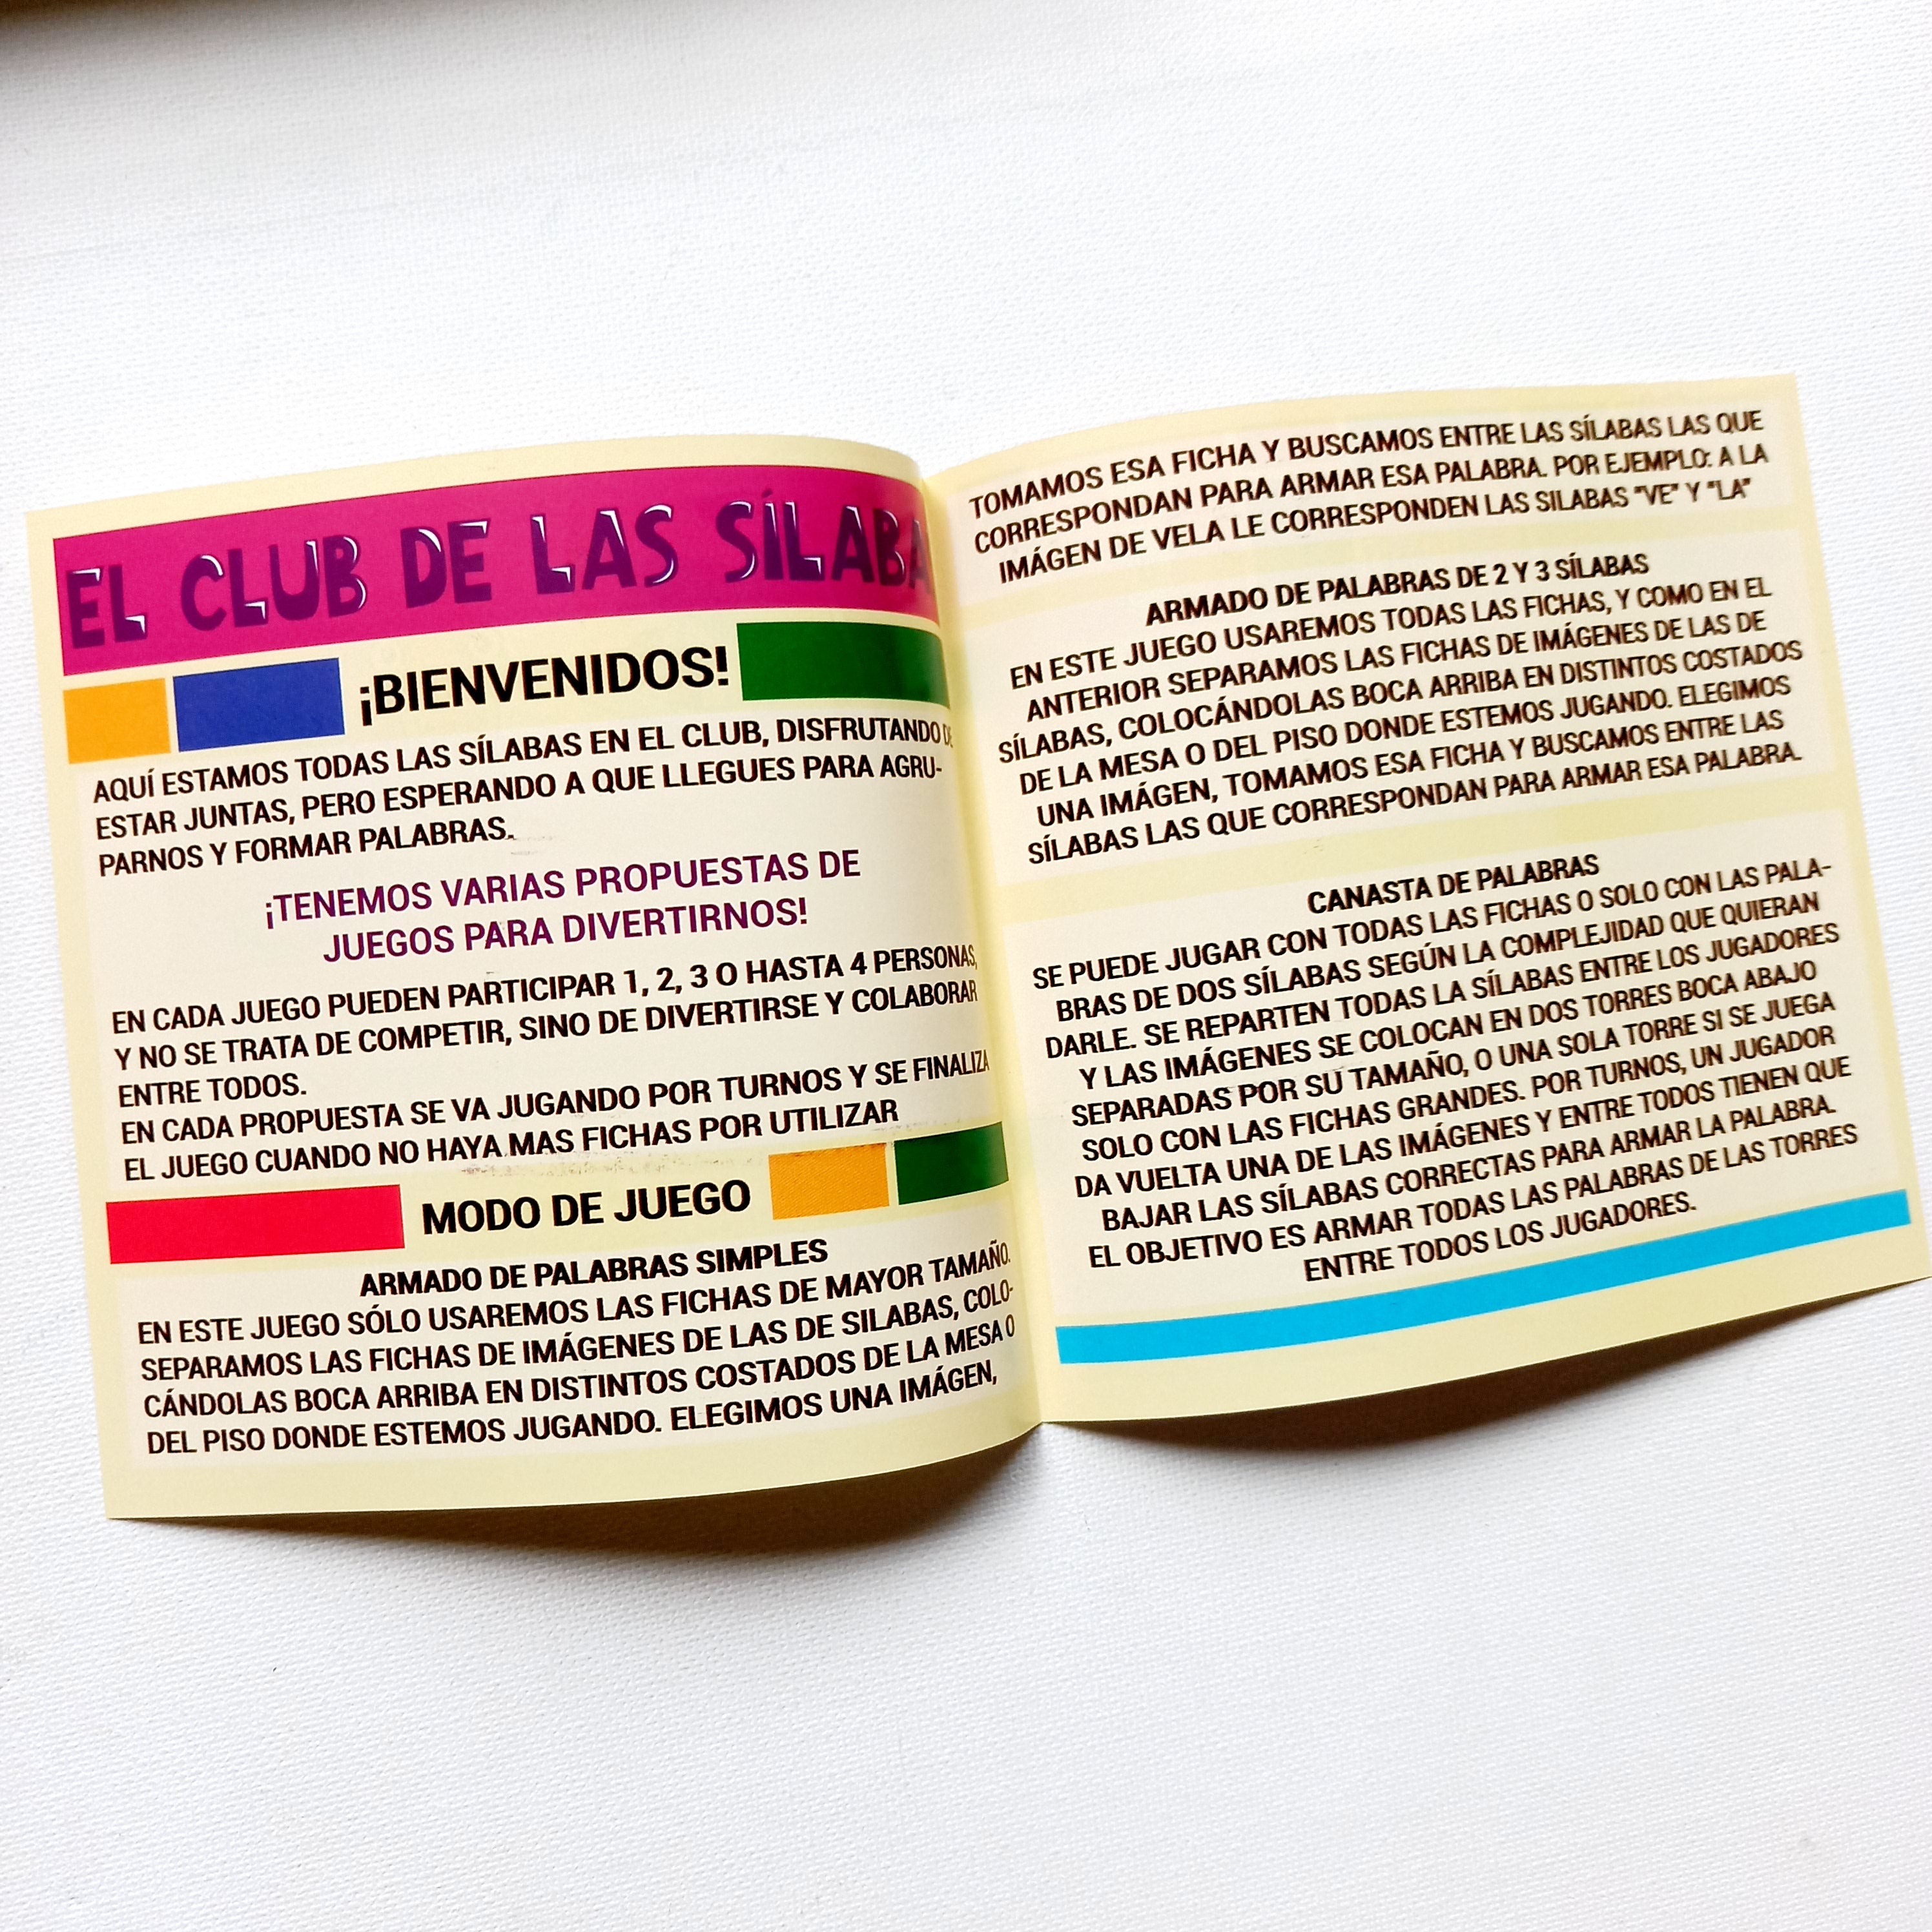 EL CLUB DE LAS SÍLABA
¡BIENVENIDOS!
AQUÍ ESTAMOS TODAS LAS SÍLABAS EN EL CLUB, DISFRUTANDO DE
ESTAR JUNTAS, PERO ESPERANDO A QUE LLEGUES PARA AGRU-
PARNOS Y FORMAR PALABRAS.
¡TENEMOS VARIAS PROPUESTAS DE
JUEGOS PARA DIVERTIRNOS!
EN CADA JUEGO PUEDEN PARTICIPAR 1, 2, 3 O HASTA 4 PERSONAS,
Y NO SE TRATA DE COMPETIR, SINO DE DIVERTIRSE Y COLABORAR
ENTRE TODOS.
EN CADA PROPUESTA SE VA JUGANDO POR TURNOS Y SE FINALIZA
EL JUEGO CUANDO NO HAYA MAS FICHAS POR UTILIZAR
MODO DE JUEGO
ARMADO DE PALABRAS SIMPLES
EN ESTE JUEGO SÓLO USAREMOS LAS FICHAS DE MAYOR TAMAÑO.
SEPARAMOS LAS FICHAS DE IMÁGENES DE LAS DE SILABAS, COLO-
CÁNDOLAS BOCA ARRIBA EN DISTINTOS COSTADOS DE LA MESA O
DEL PISO DONDE ESTEMOS JUGANDO. ELEGIMOS UNA IMÁGEN,
TOMAMOS ESA FICHA Y BUSCAMOS ENTRE LAS SÍLABAS LAS QUE
CORRESPONDAN PARA ARMAR ESA PALABRA. POR EJEMPLO: A LA
IMÁGEN DE VELA LE CORRESPONDEN LAS SILABAS "VE" Y "LA"
ARMADO DE PALABRAS DE 2 Y 3 SÍLABAS
EN ESTE JUEGO USAREMOS TODAS LAS FICHAS, Y COMO EN EL
ANTERIOR SEPARAMOS LAS FICHAS DE IMÁGENES DE LAS DE
SÍLABAS, COLOCÁNDOLAS BOCA ARRIBA EN DISTINTOS COSTADOS
DE LA MESA O DEL PISO DONDE ESTEMOS JUGANDO. ELEGIMOS
UNA IMÁGEN, TOMAMOS ESA FICHA Y BUSCAMOS ENTRE LAS
SÍLABAS LAS QUE CORRESPONDAN PARA ARMAR ESA PALABRA.
CANASTA DE PALABRAS
SE PUEDE JUGAR CON TODAS LAS FICHAS O SOLO CON LAS PALA-
BRAS DE DOS SÍLABAS SEGÚN LA COMPLEJIDAD QUE QUIERAN
DARLE. SE REPARTEN TODAS LA SÍLABAS ENTRE LOS JUGADORES
Y LAS IMÁGENES SE COLOCAN EN DOS TORRES BOCA ABAJO
SEPARADAS POR SU TAMAÑO, O UNA SOLA TORRE SI SE JUEGA
SOLO CON LAS FICHAS GRANDES. POR TURNOS, UN JUGADOR
DA VUELTA UNA DE LAS IMÁGENES Y ENTRE TODOS TIENEN QUE
BAJAR LAS SÍLABAS CORRECTAS PARA ARMAR LA PALABRA.
EL OBJETIVO ES ARMAR TODAS LAS PALABRAS DE LAS TORRES
ENTRE TODOS LOS JUGADORES.